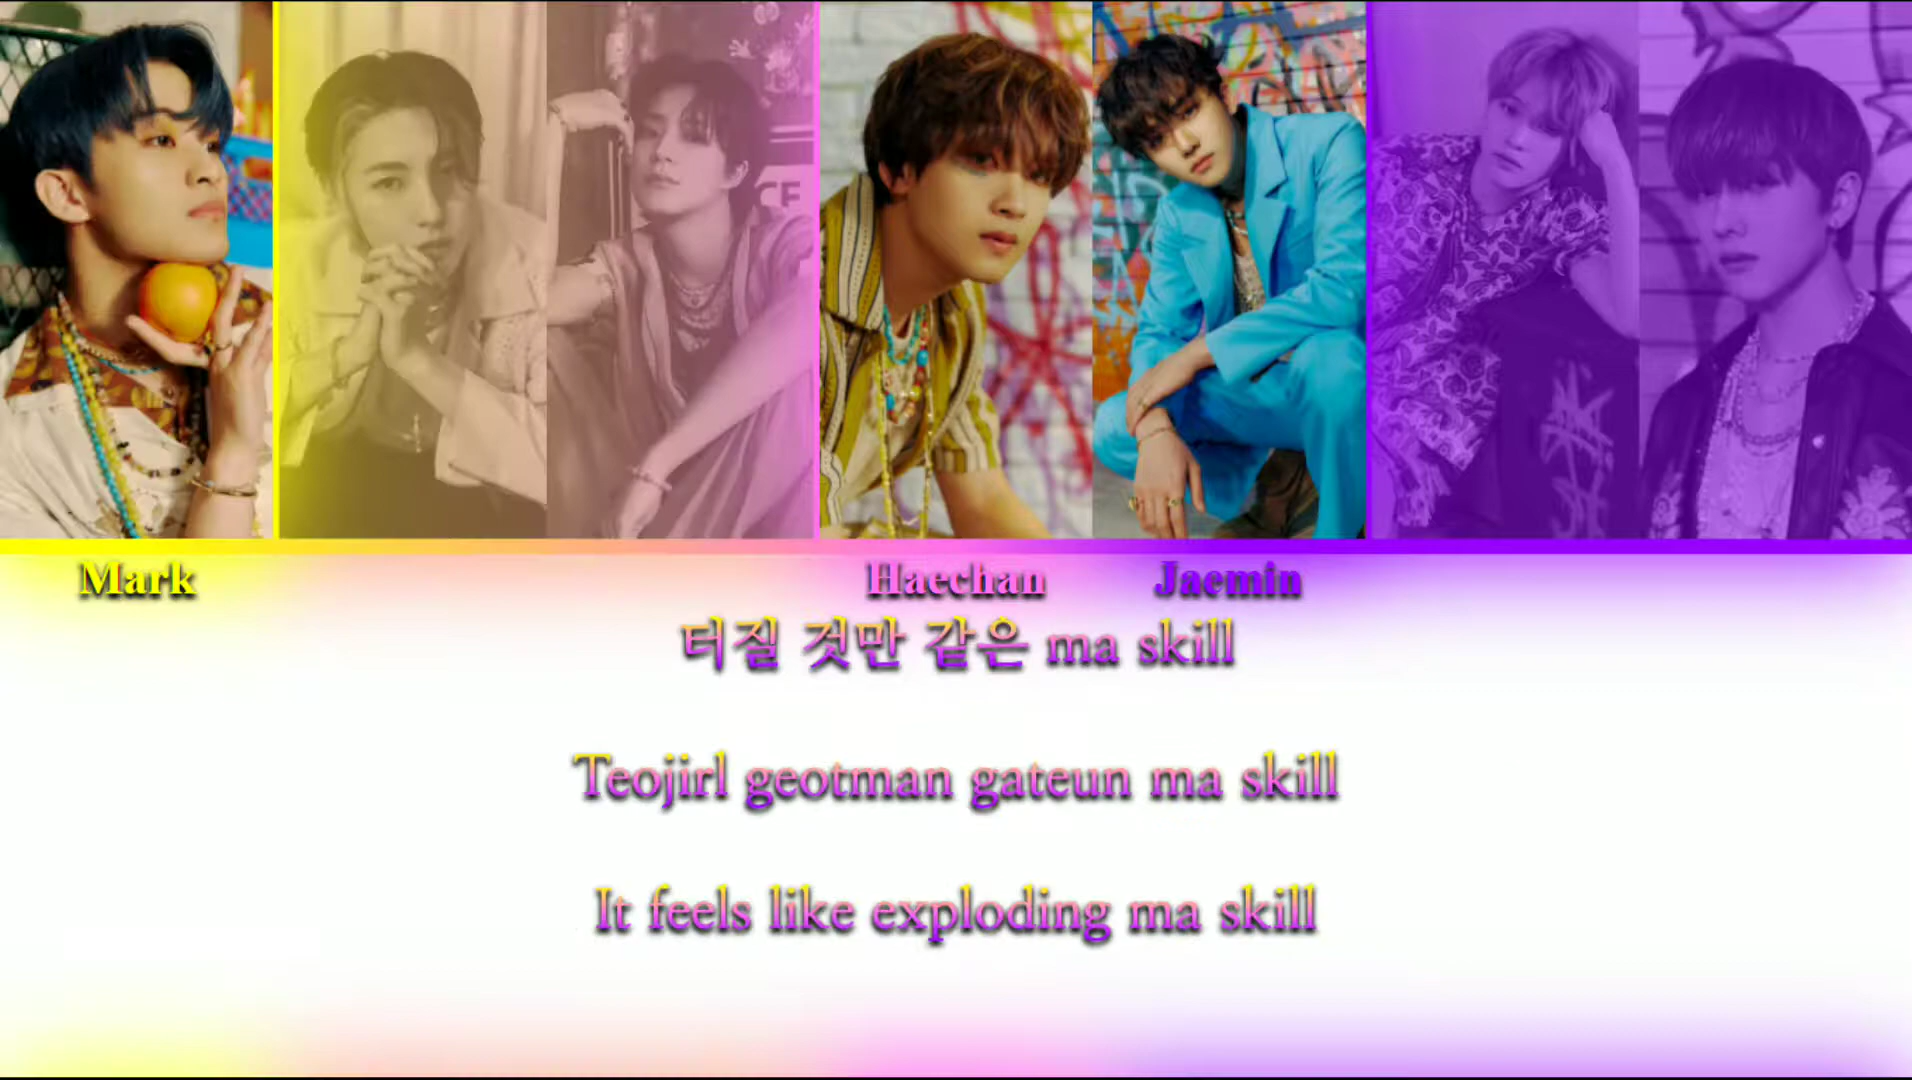 Mark Haechan Jaemin
터질 것만 같은 ma skill
Teojirl geotman gateun ma skill
It feels like exploding ma skill